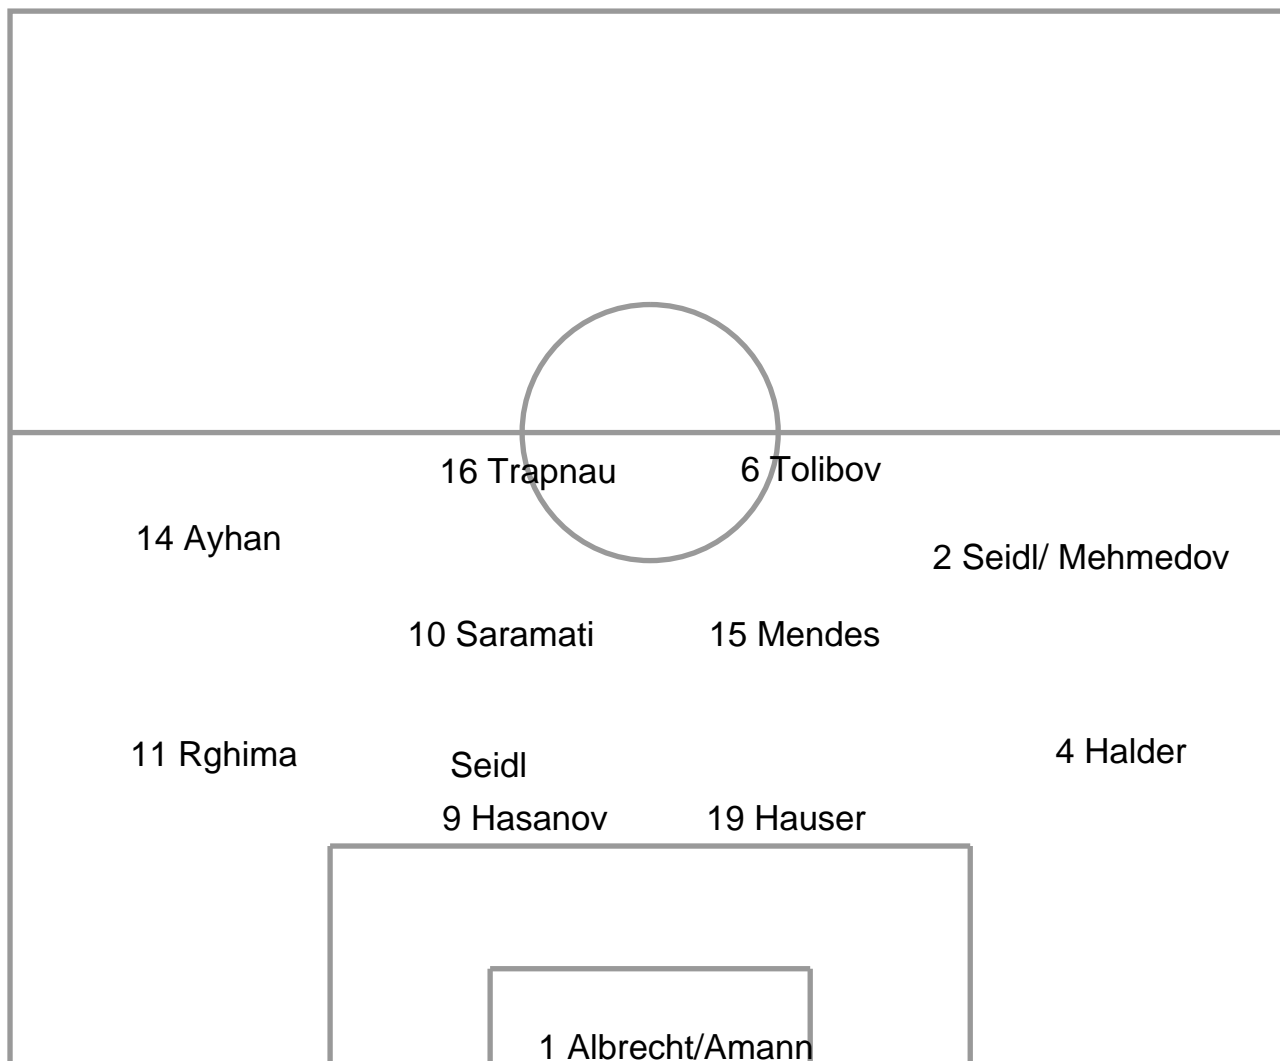 16 Trapnau
6 Tolibov
14 Ayhan
2 Seidl/ Mehmedov
10 Saramati
15 Mendes
11 Rghima
Seidl
4 Halder
9 Hasanov
19 Hauser
1 Albrecht/Amann